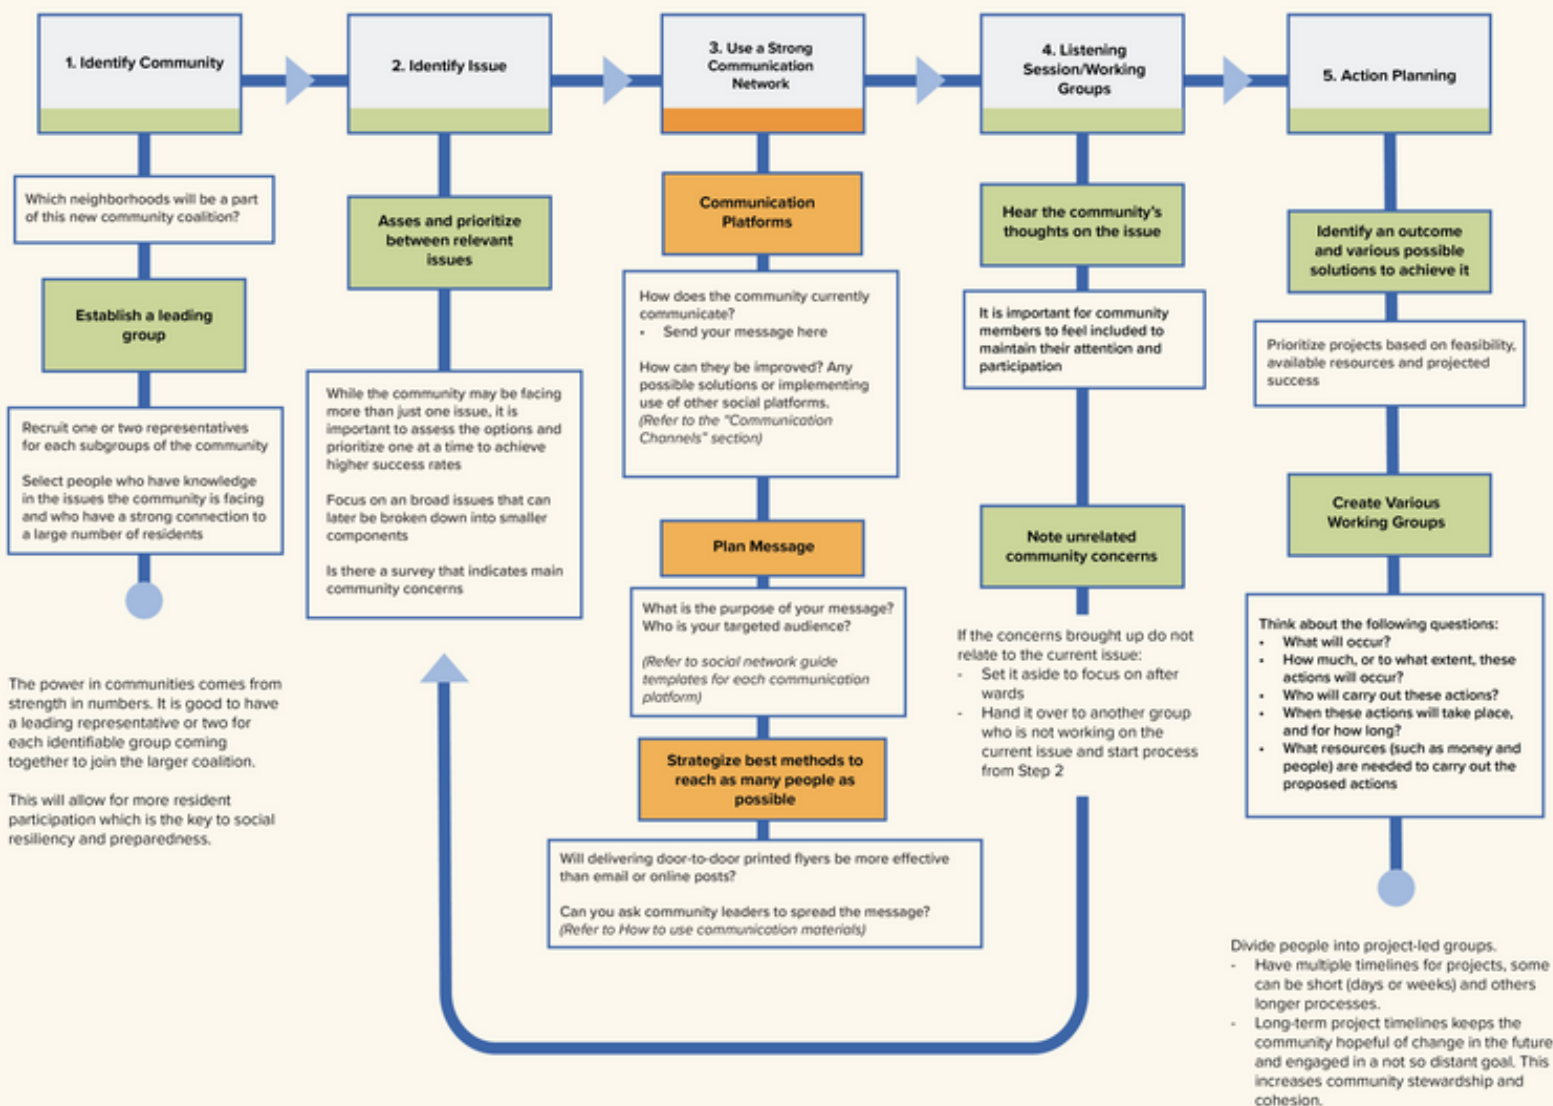 1. Identify Community
Which neighborhoods will be a part
of this new community coalition?
Establish a leading
group
Recruit one or two representatives
for each subgroups of the community
Select people who have knowledge
in the issues the community is facing
and who have a strong connection to
a large number of residents
The power in communities comes from
strength in numbers. It is good to have
a leading representative or two for
each identifiable group coming
together to join the larger coalition.
This will allow for more resident
participation which is the key to social
resiliency and preparedness.
2. Identify Issue
Asses and prioritize
between relevant
issues
While the community may be facing
more than just one issue, it is
important to assess the options and
prioritize one at a time to achieve
higher success rates
Focus on an broad issues that can
later be broken down into smaller
components
Is there a survey that indicates main
community concerns
3. Use a Strong
Communication
Network
Communication
Platforms
How does the community currently
communicate?
• Send your message here
How can they be improved? Any
possible solutions or implementing
use of other social platforms.
(Refer to the "Communication
Channels" section)
Plan Message
What is the purpose of your message?
Who is your targeted audience?
(Refer to social network guide
templates for each communication
platform)
Strategize best methods to
reach as many people as
possible
Will delivering door-to-door printed flyers be more effective
than email or online posts?
Can you ask community leaders to spread the message?
(Refer to How to use communication materials)
4. Listening
Session/Working
Groups
Hear the community's
thoughts on the issue
It is important for community
members to feel included to
maintain their attention and
participation
Note unrelated
community concerns
If the concerns brought up do not
relate to the current issue:
- Set it aside to focus on after
wards
- Hand it over to another group
who is not working on the
current issue and start process
from Step 2
5. Action Planning
Identify an outcome
and various possible
solutions to achieve it
Prioritize projects based on feasibility,
available resources and projected
success
Create Various
Working Groups
Think about the following questions:
• What will occur?
• How much, or to what extent, these
actions will occur?
• Who will carry out these actions?
• When these actions will take place,
and for how long?
• What resources (such as money and
people) are needed to carry out the
proposed actions
Divide people into project-led groups.
- Have multiple timelines for projects, some
can be short (days or weeks) and others
longer processes.
- Long-term project timelines keeps the
community hopeful of change in the future
and engaged in a not so distant goal. This
increases community stewardship and
cohesion.